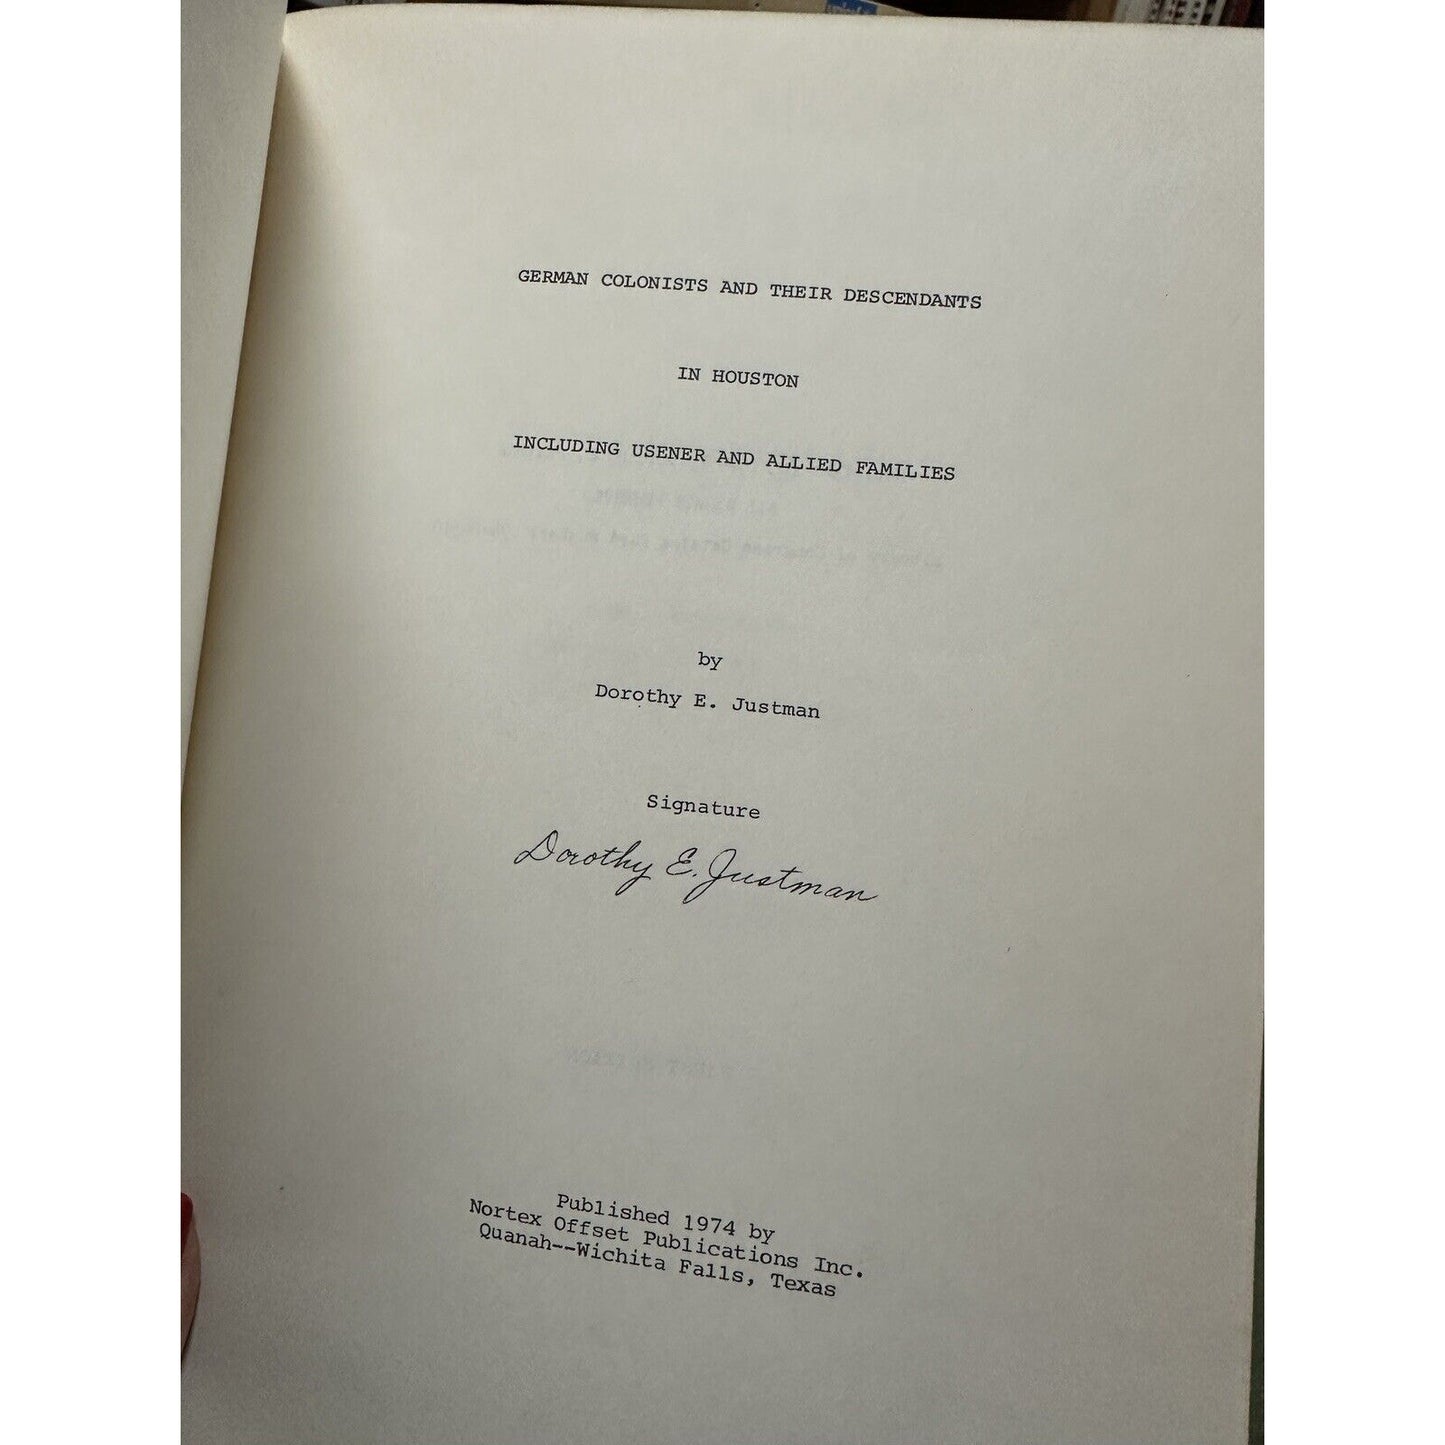 GERMAN COLONISTS AND THEIR DESCENDANTS
IN HOUSTON
INCLUDING USENER AND ALLIED FAMILIES
by
Dorothy E. Justman
Signature
Dorothy E. Justman
Published 1974 by
Nortex Offset Publications Inc.
Quanah--Wichita Falls, Texas